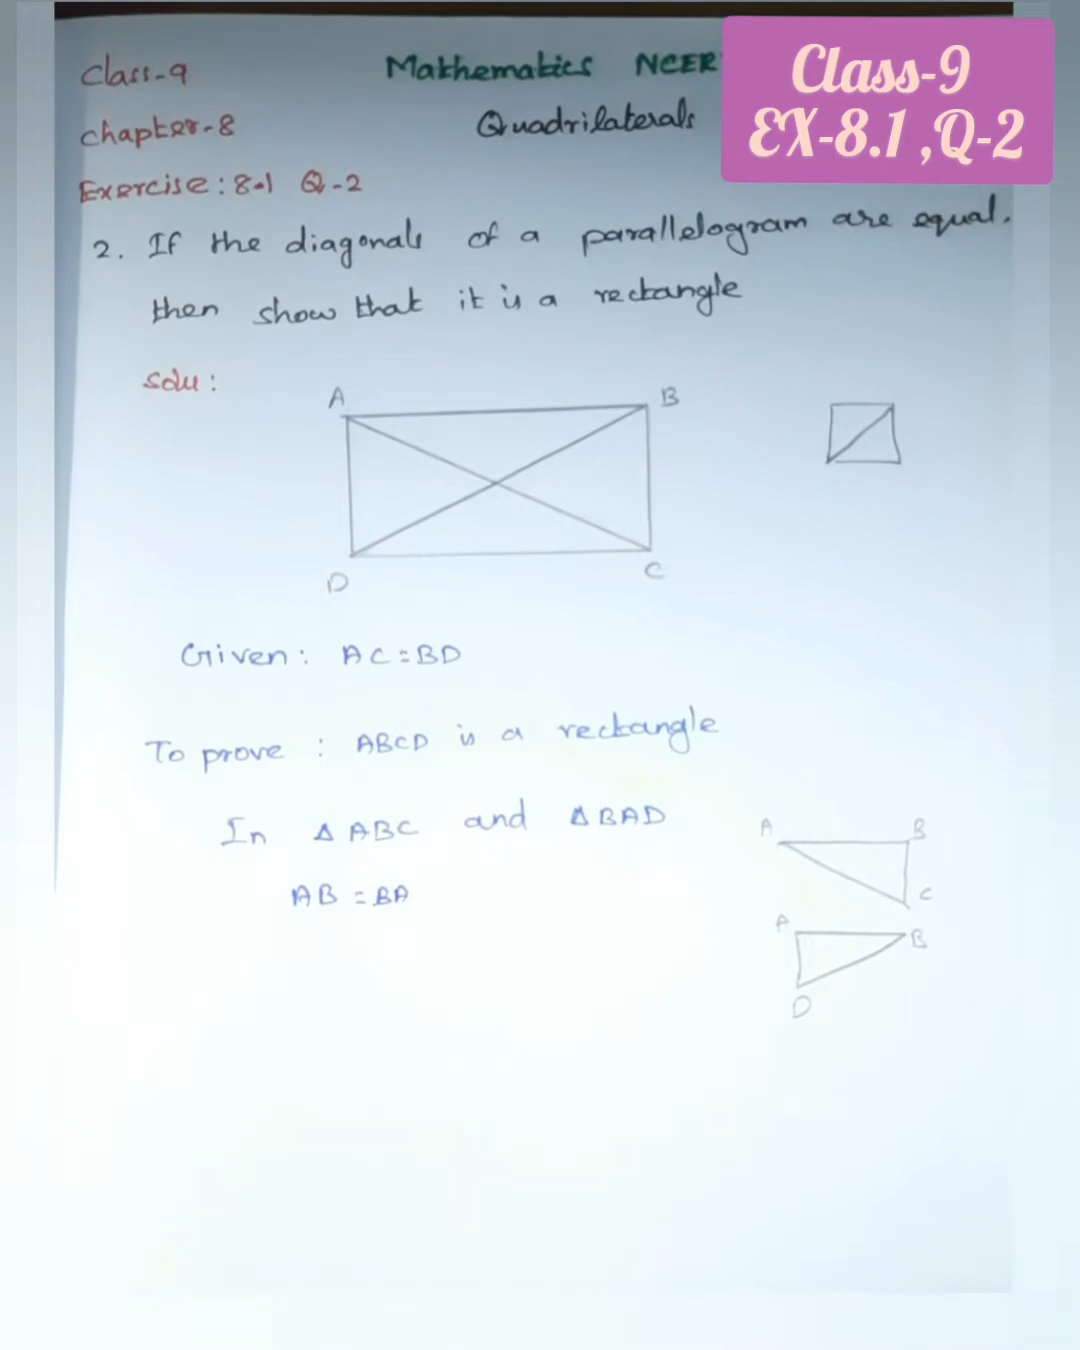 Class-9
Mathematics NCER
Class-9
EX-8.1 ,Q-2
Chapter-8
Quadrilaterals
Exercise: 8.1 Q-2
2. If the diagonals of a parallelogram are equal.
then show that it is a rectangle
Solu:
A
B
D
C
Given: AC=BD
To prove : ABCD is a rectangle
In △ ABC and △ BAD
AB = BA
A
B
C
A
B
D